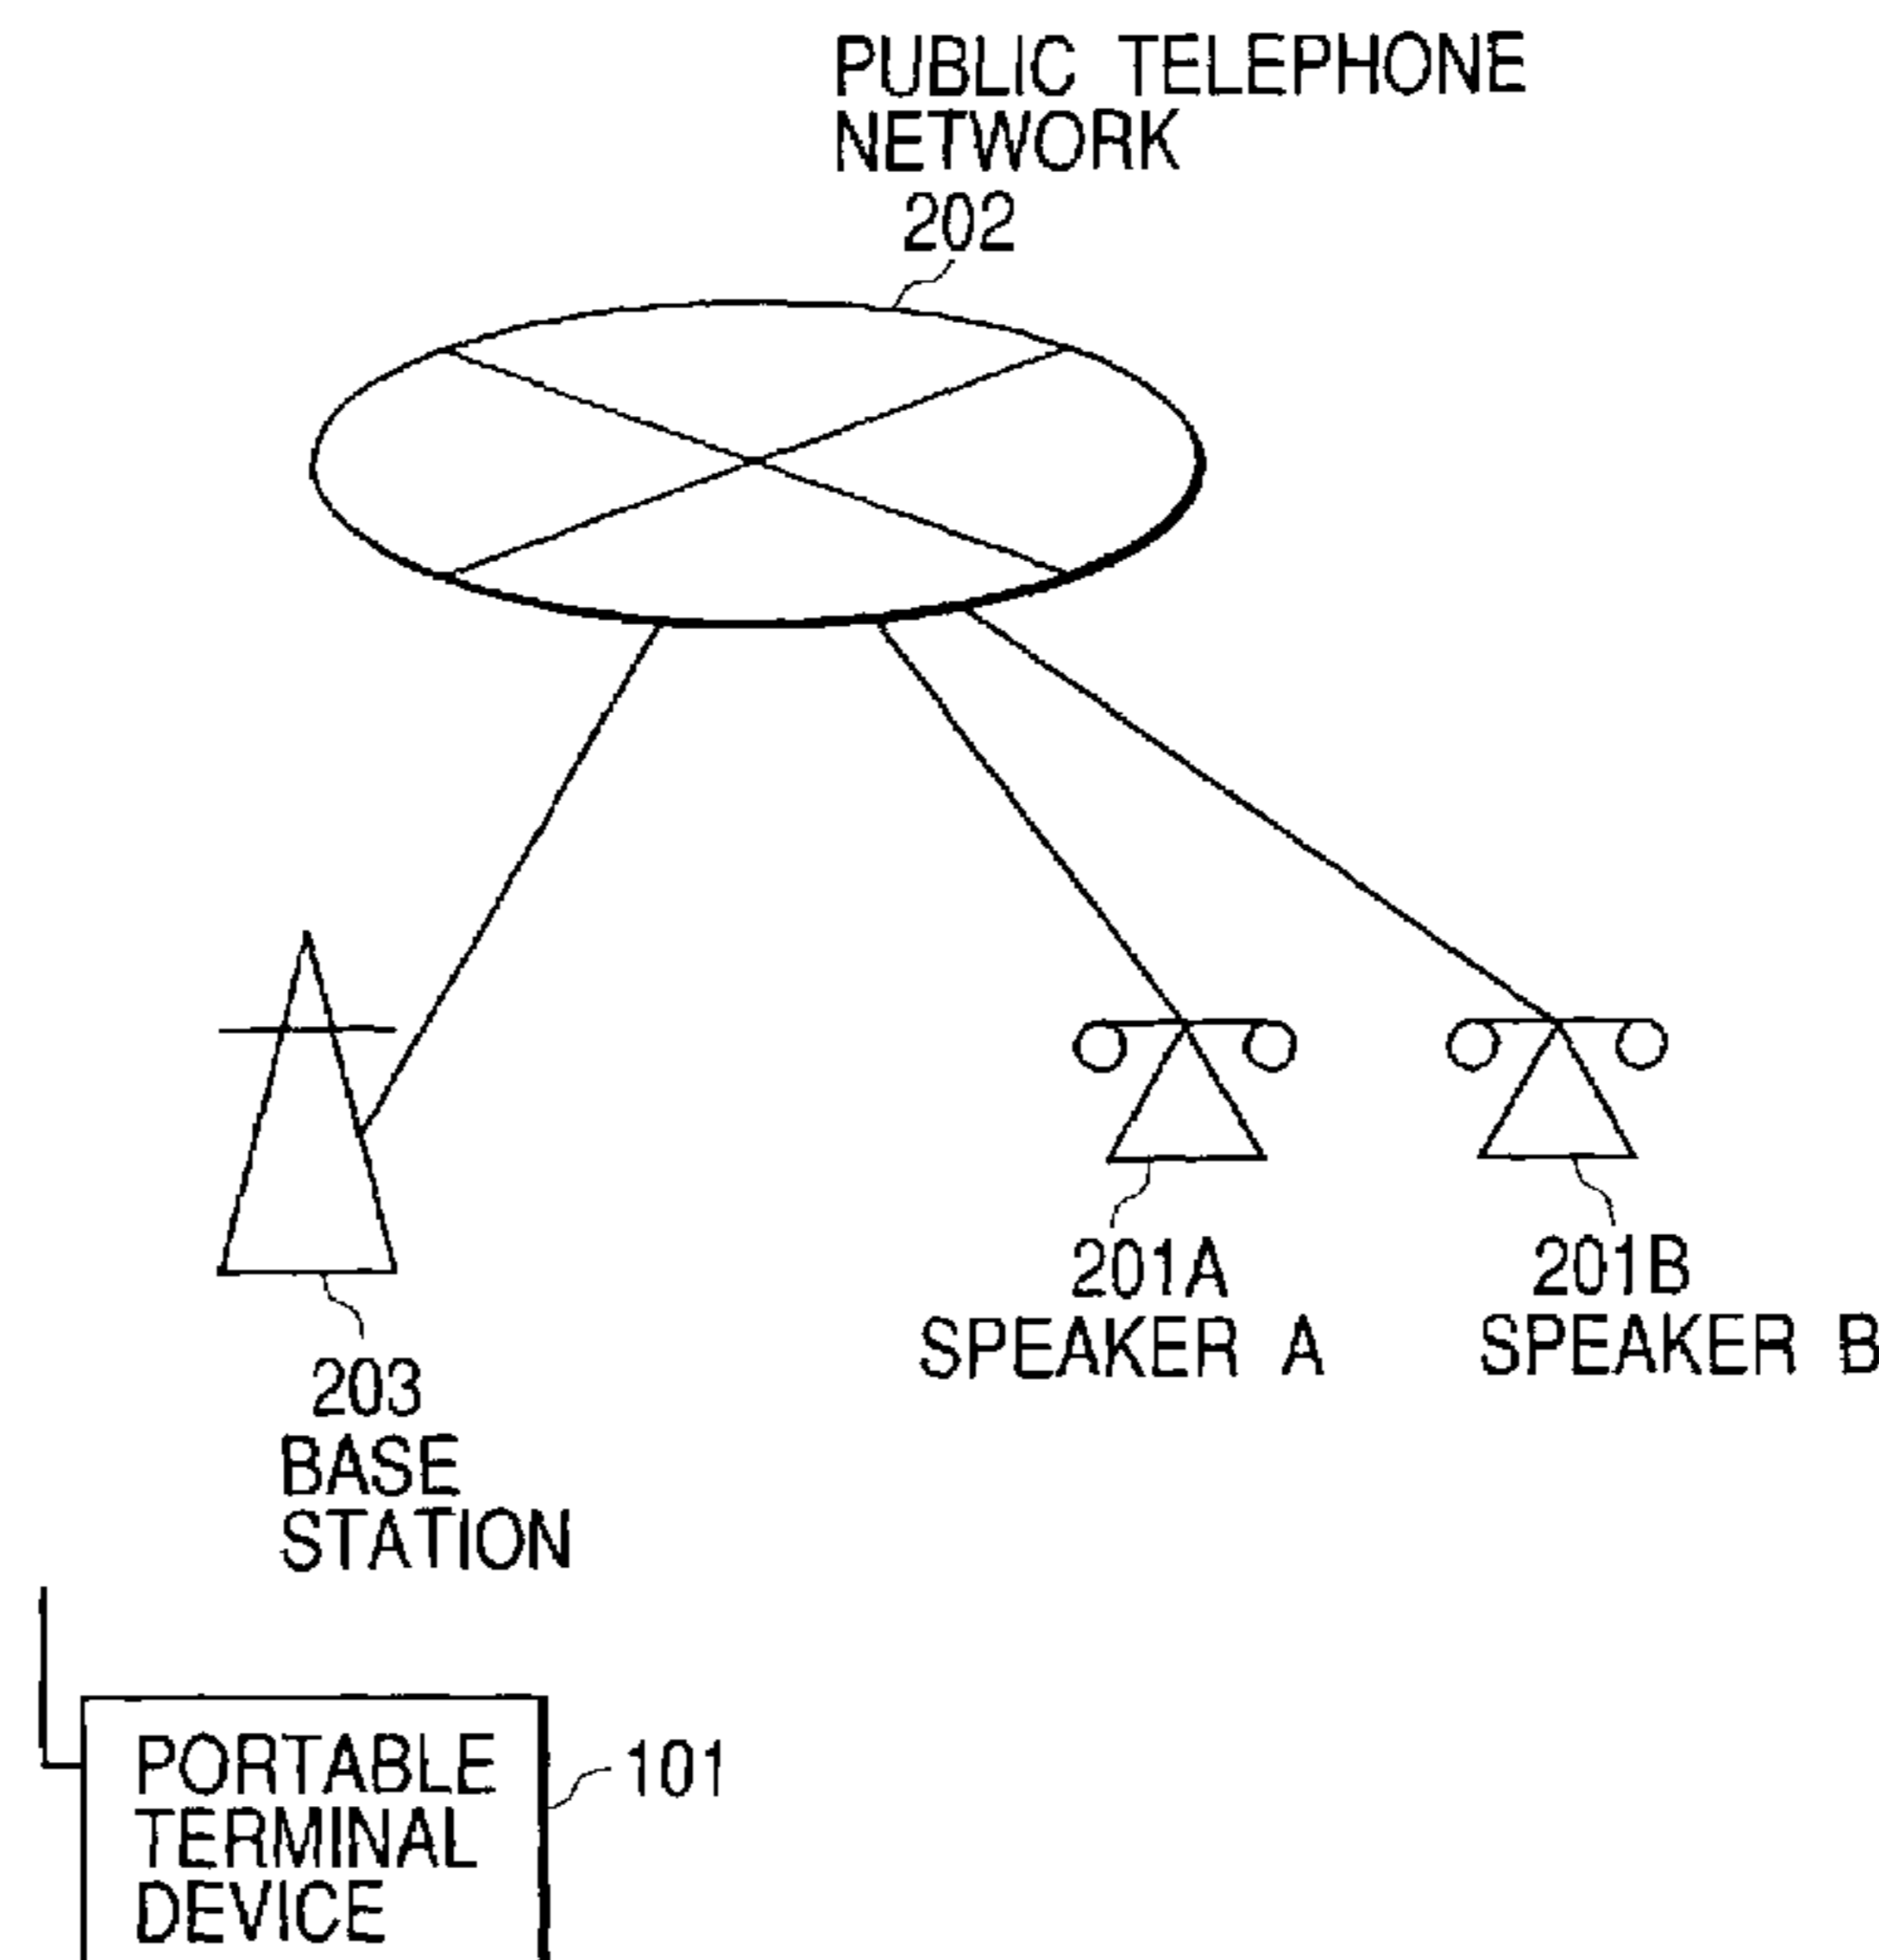 PUBLIC TELEPHONE
NETWORK
202
201A
SPEAKER A
201B
SPEAKER B
203
BASE
STATION
PORTABLE
TERMINAL
DEVICE
101